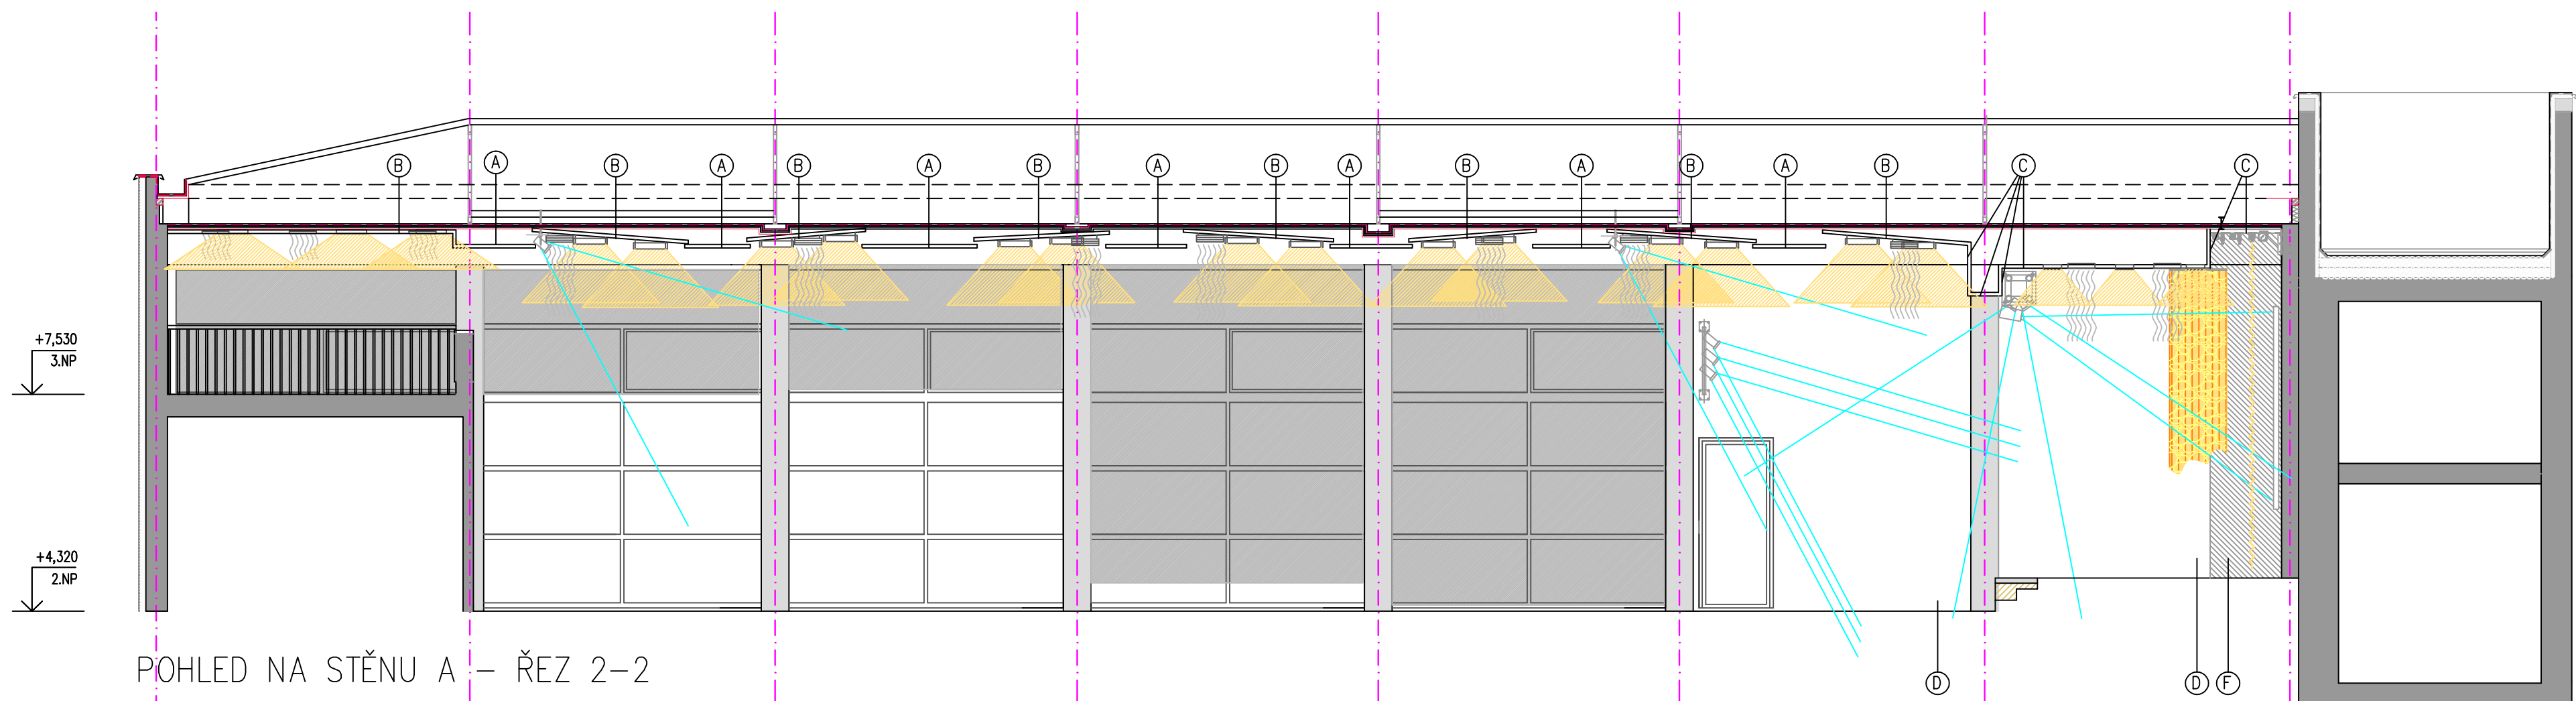 B A B A B A B A B A B A B A B C C
+7,530
3.NP
+4,320
2.NP
POHLED NA STĚNU A – ŘEZ 2–2
D D F